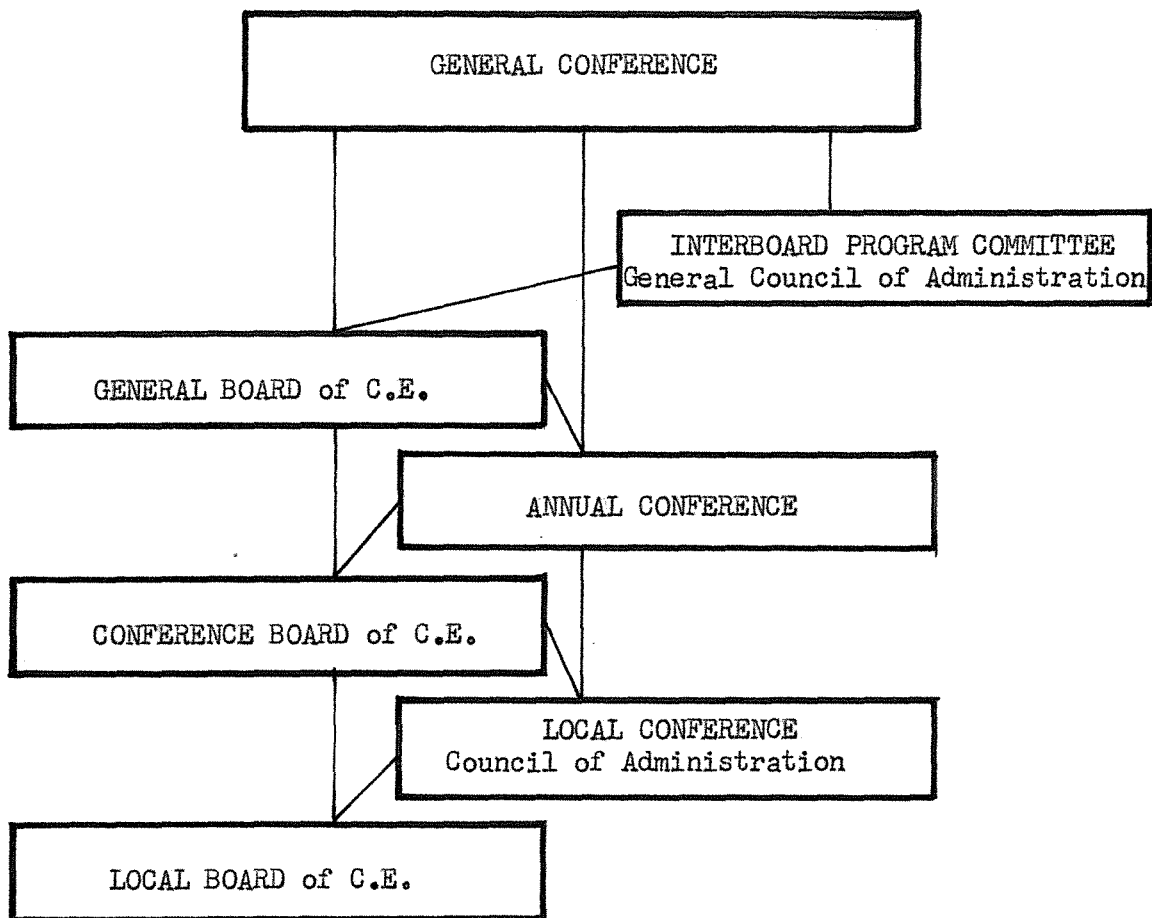 GENERAL CONFERENCE
INTERBOARD PROGRAM COMMITTEE
General Council of Administration
GENERAL BOARD of C.E.
ANNUAL CONFERENCE
CONFERENCE BOARD of C.E.
LOCAL CONFERENCE
Council of Administration
LOCAL BOARD of C.E.